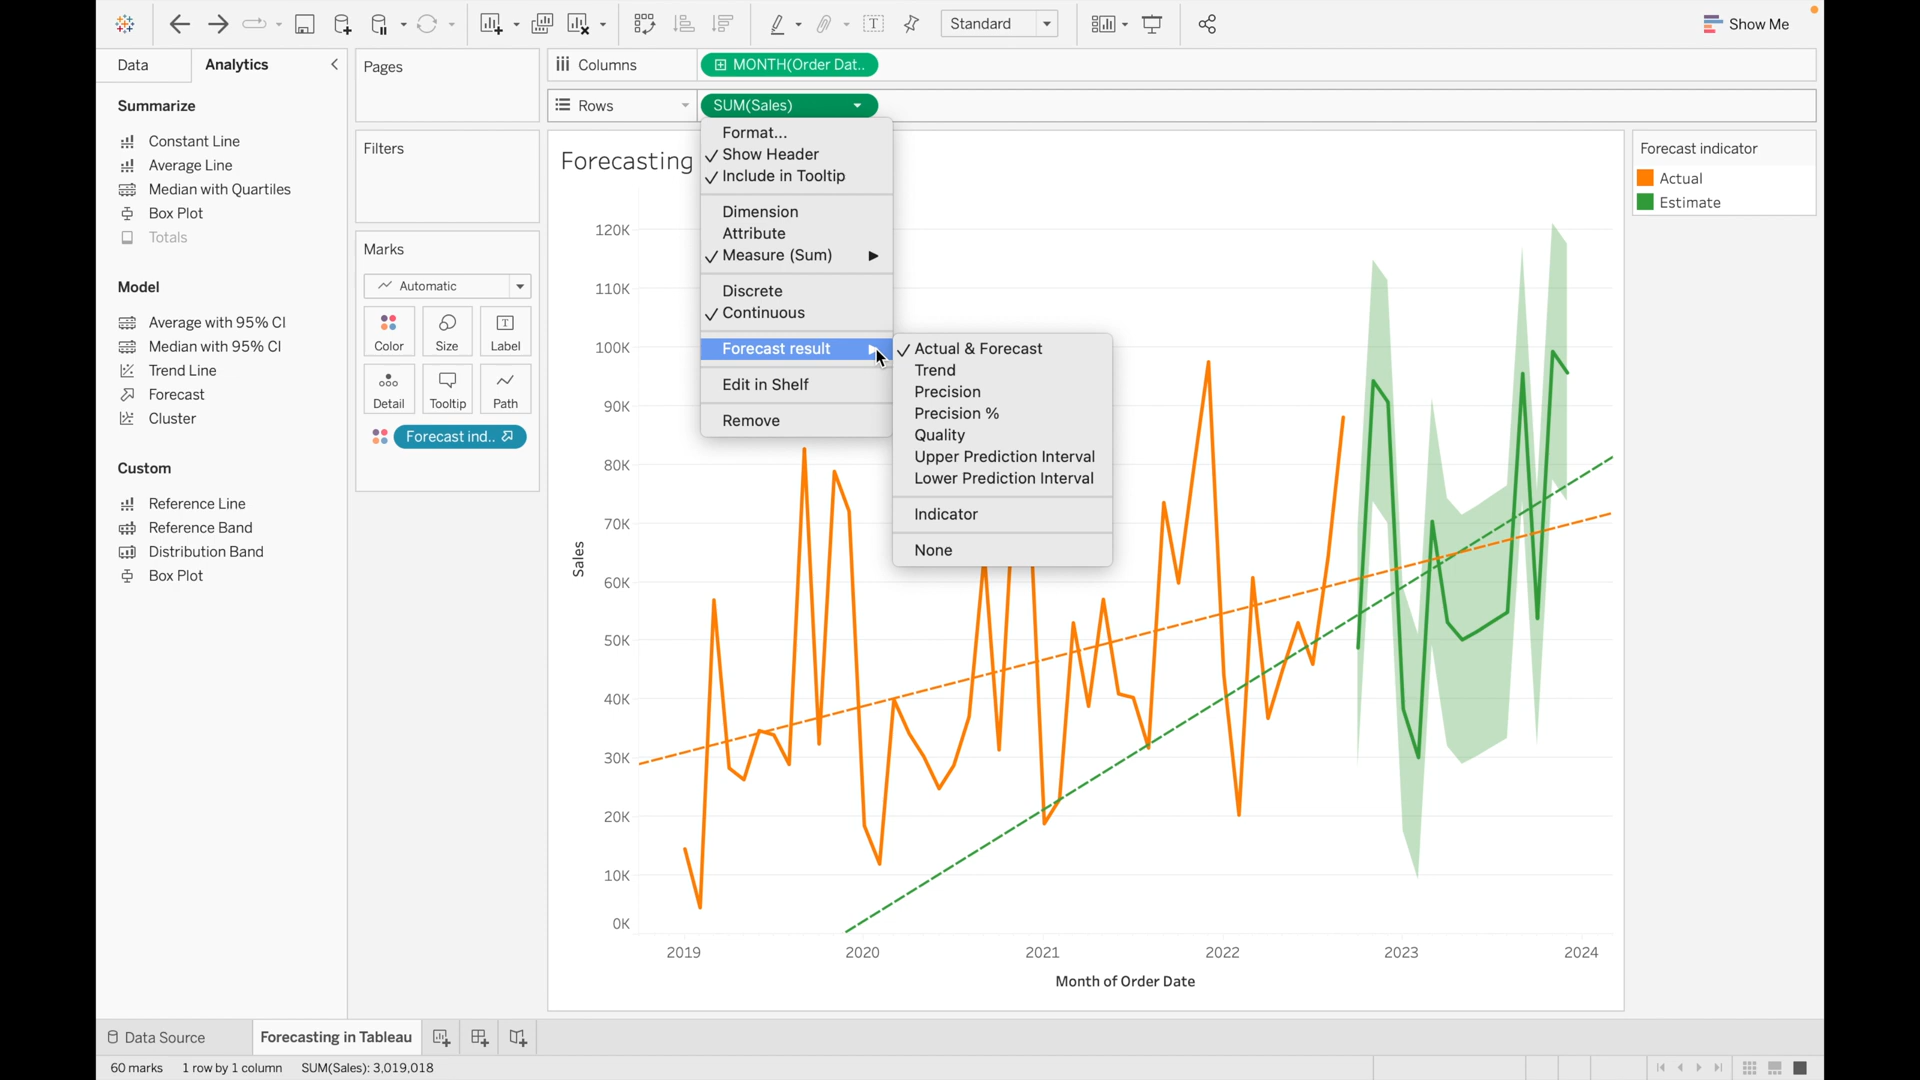 Standard
Show Me
Data
Analytics
Summarize
Constant Line
Average Line
Median with Quartiles
Box Plot
Totals
Model
Average with 95% CI
Median with 95% CI
Trend Line
Forecast
Cluster
Custom
Reference Line
Reference Band
Distribution Band
Box Plot
Pages
Filters
Marks
Automatic
Color
Size
Label
Detail
Tooltip
Path
Forecast ind..
Columns
MONTH(Order Dat..
Rows
SUM(Sales)
Format...
Show Header
Include in Tooltip
Dimension
Attribute
Measure (Sum)
Discrete
Continuous
Forecast result
Edit in Shelf
Remove
Actual & Forecast
Trend
Precision
Precision %
Quality
Upper Prediction Interval
Lower Prediction Interval
Indicator
None
Forecasting
120K
110K
100K
90K
80K
70K
60K
50K
40K
30K
20K
10K
0K
Sales
2019
2020
2021
2022
2023
2024
Month of Order Date
Forecast indicator
Actual
Estimate
Data Source
Forecasting in Tableau
60 marks
1 row by 1 column
SUM(Sales): 3,019,018